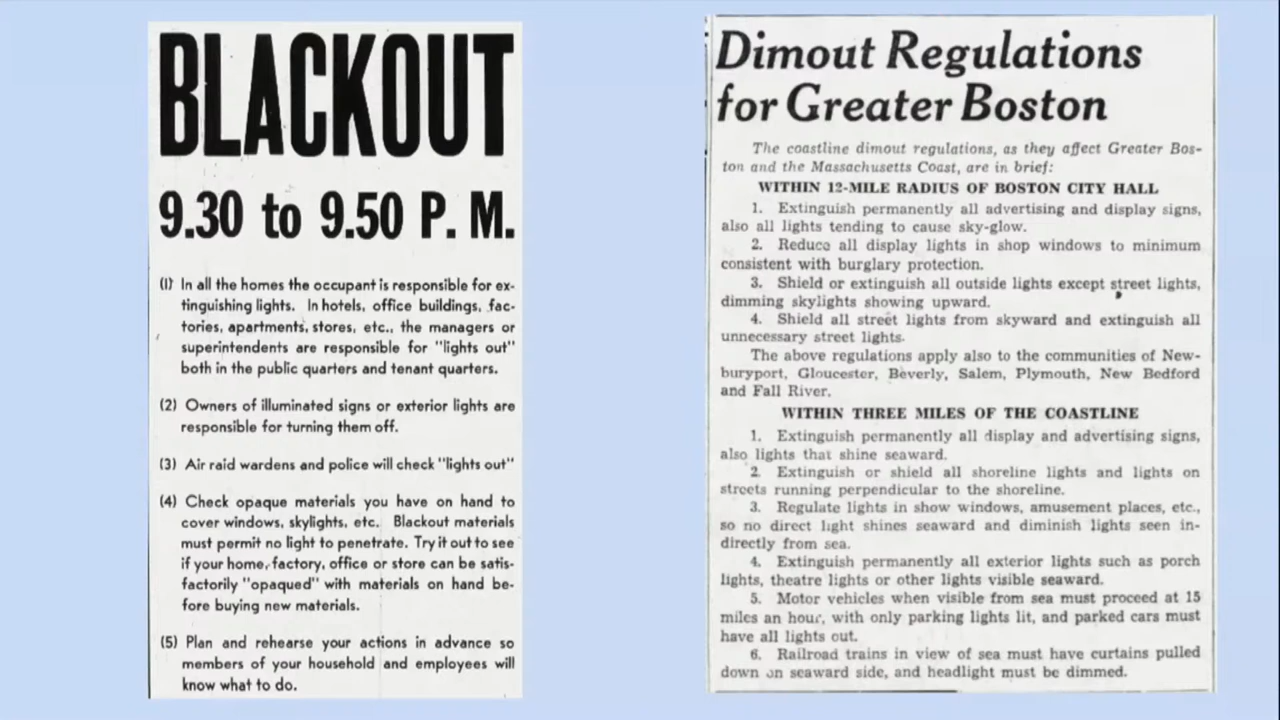 BLACKOUT
9.30 to 9.50 P. M.
(1) In all the homes the occupant is responsible for ex-
tinguishing lights. In hotels, office buildings, fac-
tories, apartments, stores, etc., the managers or
superintendents are responsible for "lights out"
both in the public quarters and tenant quarters.
(2) Owners of illuminated signs or exterior lights are
responsible for turning them off.
(3) Air raid wardens and police will check "lights out"
(4) Check opaque materials you have on hand to
cover windows, skylights, etc. Blackout materials
must permit no light to penetrate. Try it out to see
if your home, factory, office or store can be satis-
factorily "opaqued" with materials on hand be-
fore buying new materials.
(5) Plan and rehearse your actions in advance so
members of your household and employees will
know what to do.
Dimout Regulations
for Greater Boston
The coastline dimout regulations, as they affect Greater Bos-
ton and the Massachusetts Coast, are in brief:
WITHIN 12-MILE RADIUS OF BOSTON CITY HALL
1. Extinguish permanently all advertising and display signs,
also all lights tending to cause sky-glow.
2. Reduce all display lights in shop windows to minimum
consistent with burglary protection.
3. Shield or extinguish all outside lights except street lights,
dimming skylights showing upward.
4. Shield all street lights from skyward and extinguish all
unnecessary street lights.
The above regulations apply also to the communities of New-
buryport, Gloucester, Beverly, Salem, Plymouth, New Bedford
and Fall River.
WITHIN THREE MILES OF THE COASTLINE
1. Extinguish permanently all display and advertising signs,
also lights that shine seaward.
2. Extinguish or shield all shoreline lights and lights on
streets running perpendicular to the shoreline.
3. Regulate lights in show windows, amusement places, etc.,
so no direct light shines seaward and diminish lights seen in-
directly from sea.
4. Extinguish permanently all exterior lights such as porch
lights, theatre lights or other lights visible seaward.
5. Motor vehicles when visible from sea must proceed at 15
miles an hour, with only parking lights lit, and parked cars must
have all lights out.
6. Railroad trains in view of sea must have curtains pulled
down on seaward side, and headlight must be dimmed.